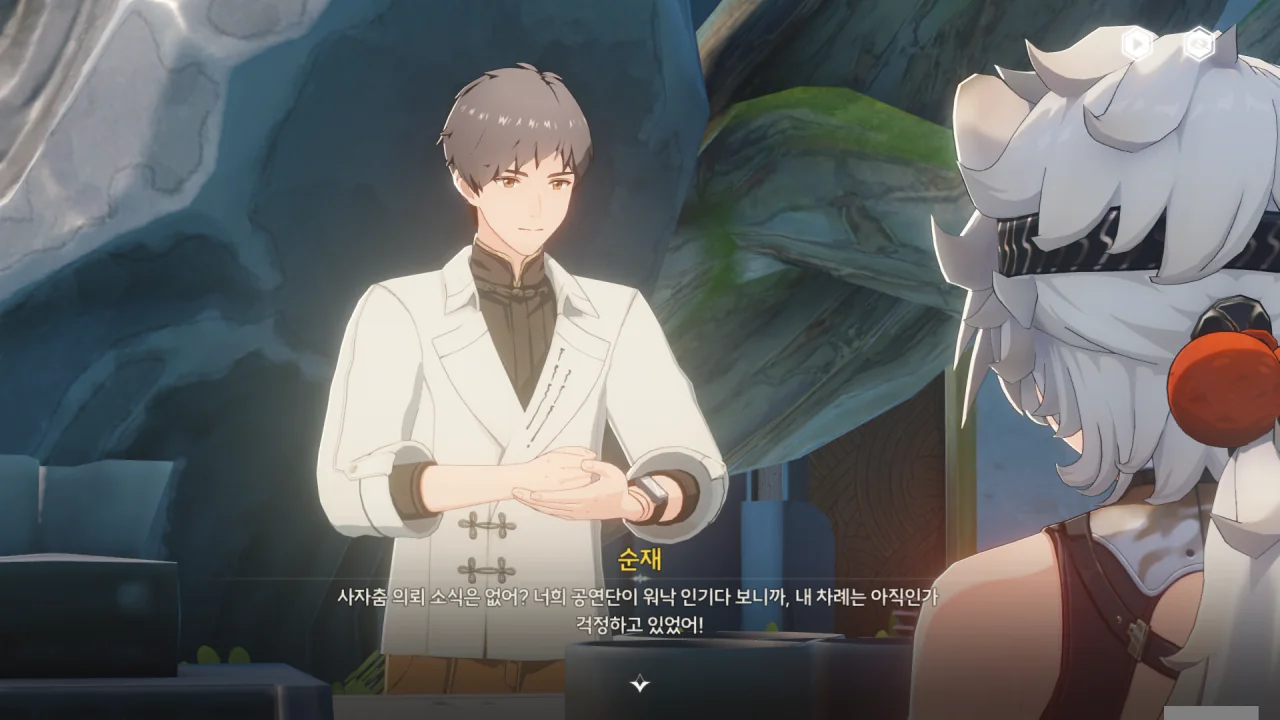 순재
사자춤 의뢰 소식은 없어? 너희 공연단이 워낙 인기다 보니까, 내 차례는 아직인가
걱정하고 있었어!